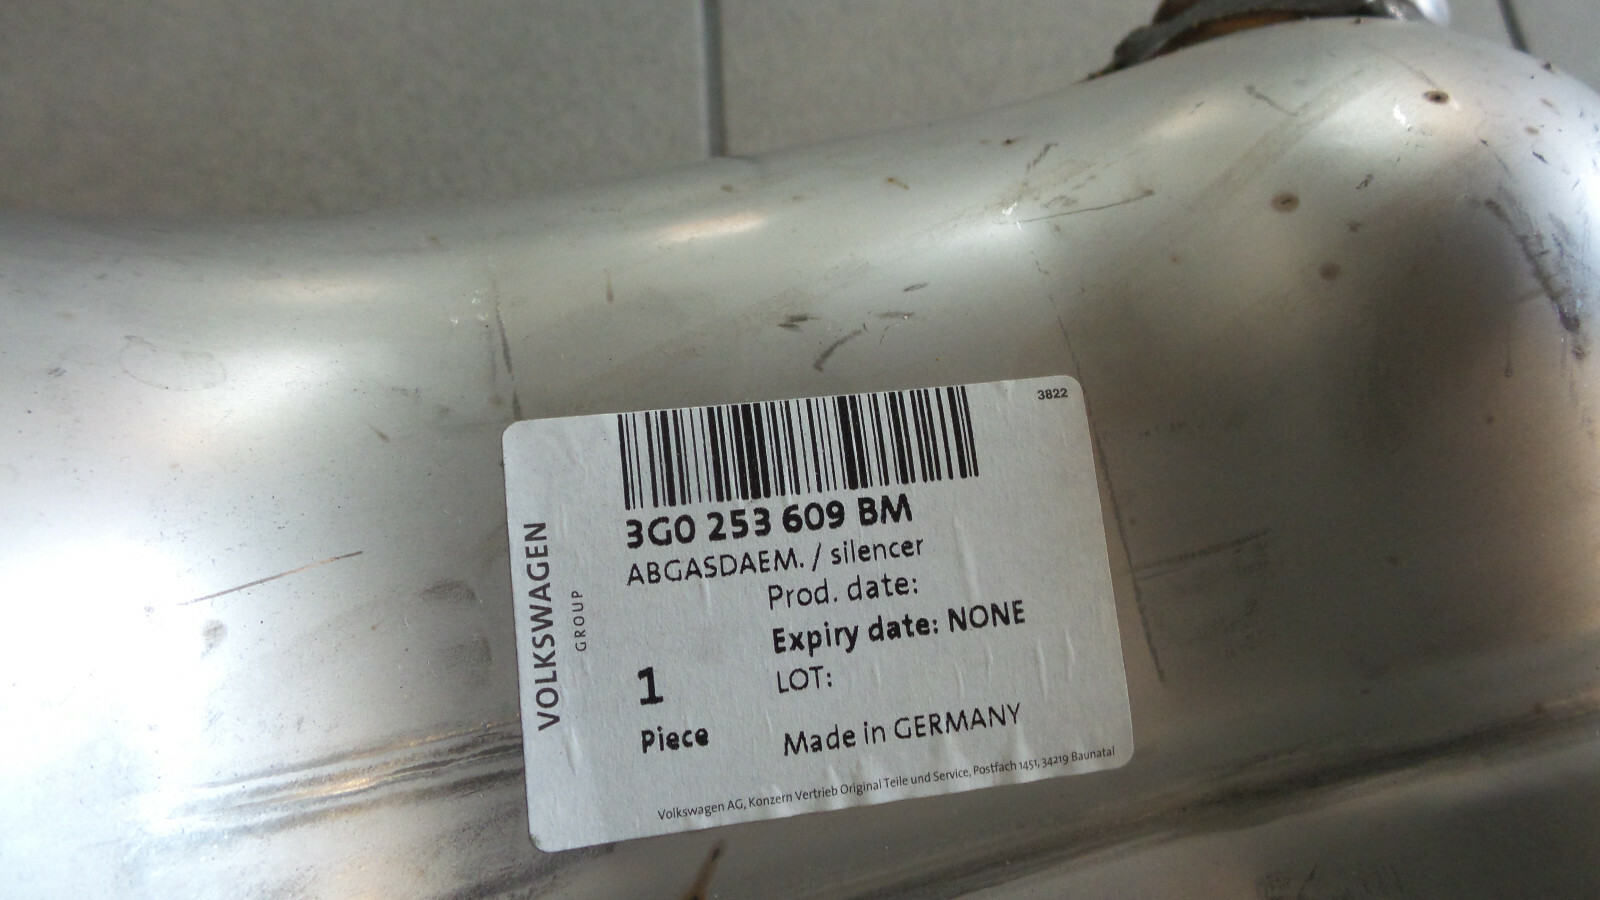 3822
3G0 253 609 BM
ABGASDAEM. / silencer
Prod. date:
Expiry date: NONE
LOT:
1
Piece
Made in GERMANY
Volkswagen AG, Konzern Vertrieb Original Teile und Service, Postfach 1451, 34219 Baunatal
VOLKSWAGEN
GROUP